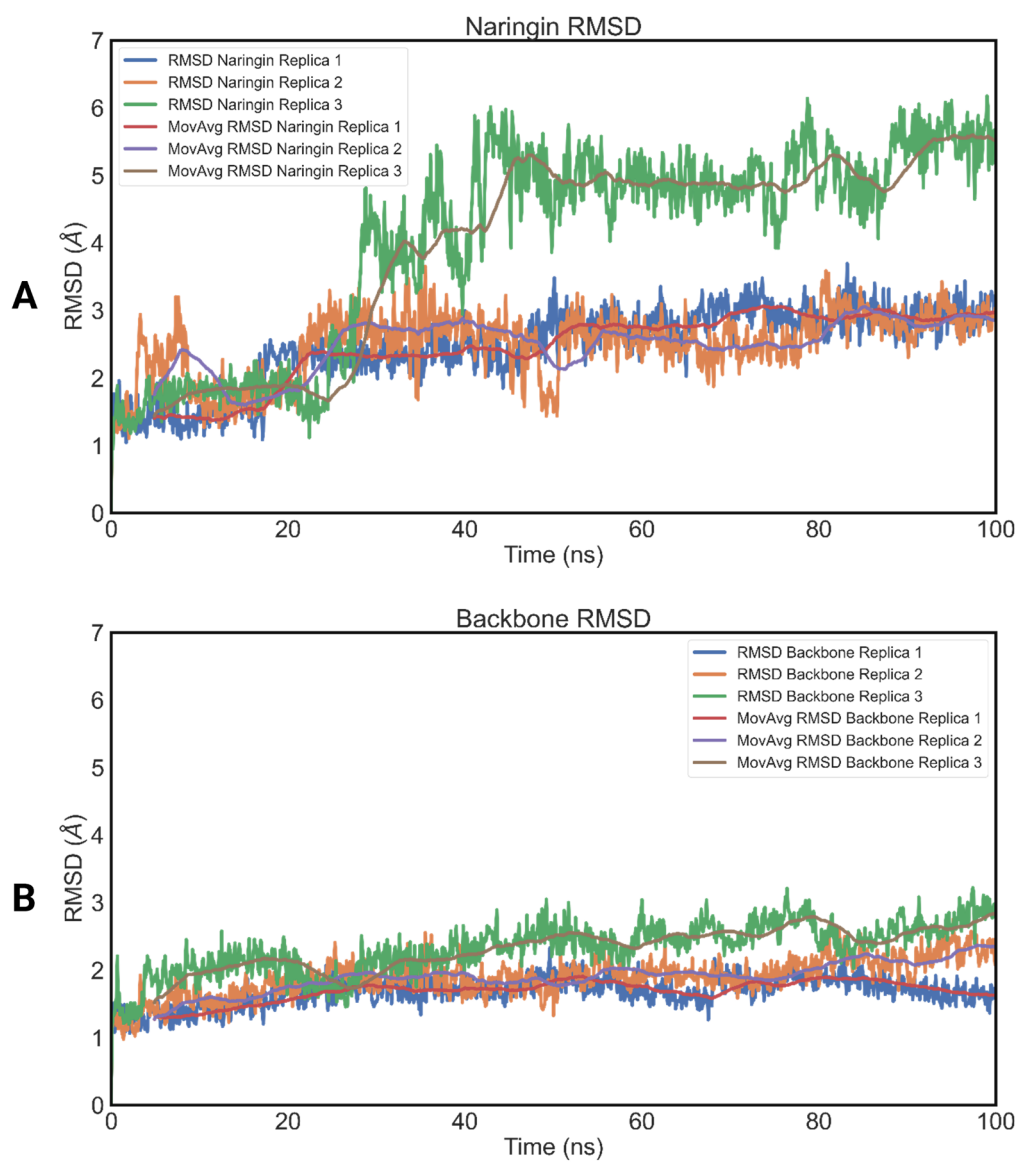 Naringin RMSD
7
6
5
4
3
2
1
0
RMSD (Å)
A
RMSD Naringin Replica 1
RMSD Naringin Replica 2
RMSD Naringin Replica 3
MovAvg RMSD Naringin Replica 1
MovAvg RMSD Naringin Replica 2
MovAvg RMSD Naringin Replica 3
0 20 40 60 80 100
Time (ns)
Backbone RMSD
7
6
5
4
3
2
1
0
RMSD (Å)
B
RMSD Backbone Replica 1
RMSD Backbone Replica 2
RMSD Backbone Replica 3
MovAvg RMSD Backbone Replica 1
MovAvg RMSD Backbone Replica 2
MovAvg RMSD Backbone Replica 3
0 20 40 60 80 100
Time (ns)